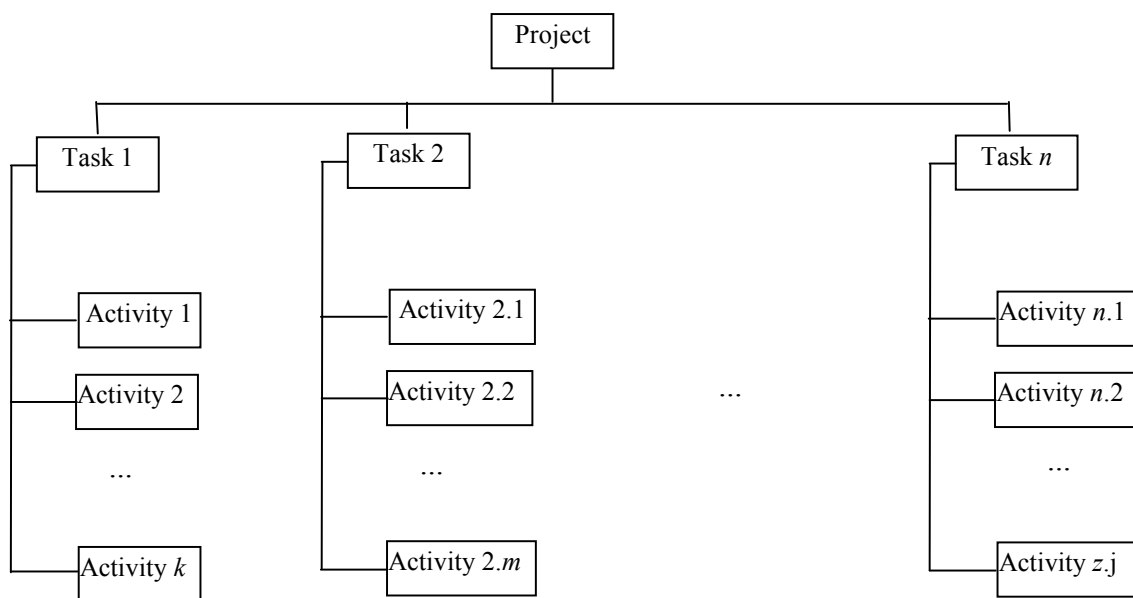 Project
Task 1
Task 2
Task n
Activity 1
Activity 2.1
Activity n.1
Activity 2
Activity 2.2
...
Activity n.2
...
...
...
Activity k
Activity 2.m
Activity z.j